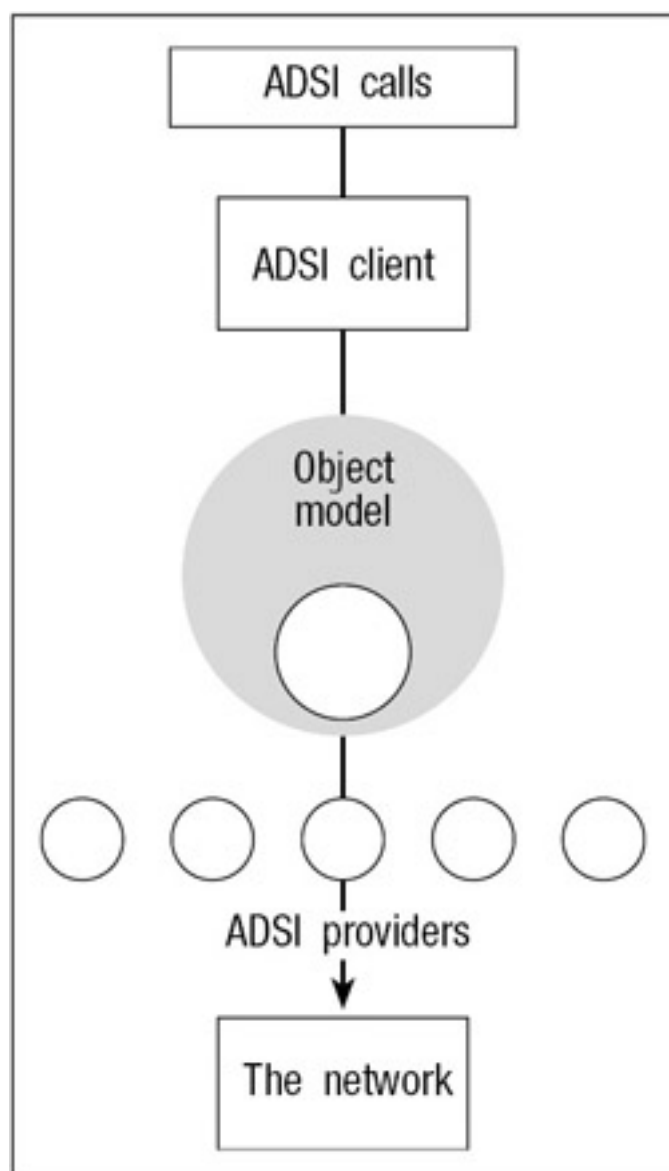 ADSI calls
ADSI client
Object
model
ADSI providers
The network